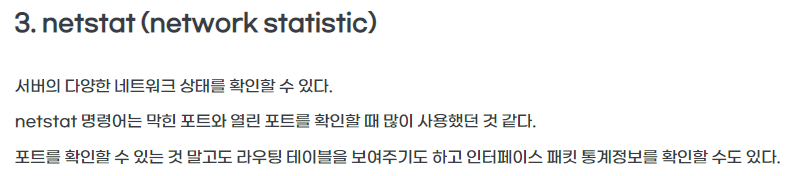 3. netstat (network statistic)
서버의 다양한 네트워크 상태를 확인할 수 있다.
netstat 명령어는 막힌 포트와 열린 포트를 확인할 때 많이 사용했던 것 같다.
포트를 확인할 수 있는 것 말고도 라우팅 테이블을 보여주기도 하고 인터페이스 패킷 통계정보를 확인할 수도 있다.